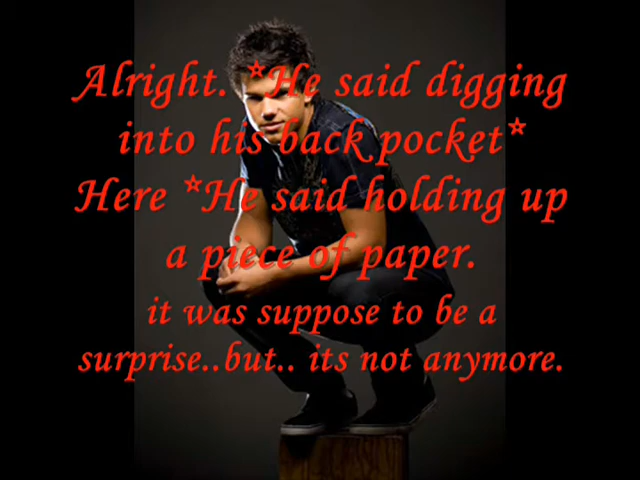 Alright. *He said digging
into his back pocket*
Here *He said holding up
a piece of paper.
it was suppose to be a
surprise..but.. its not anymore.